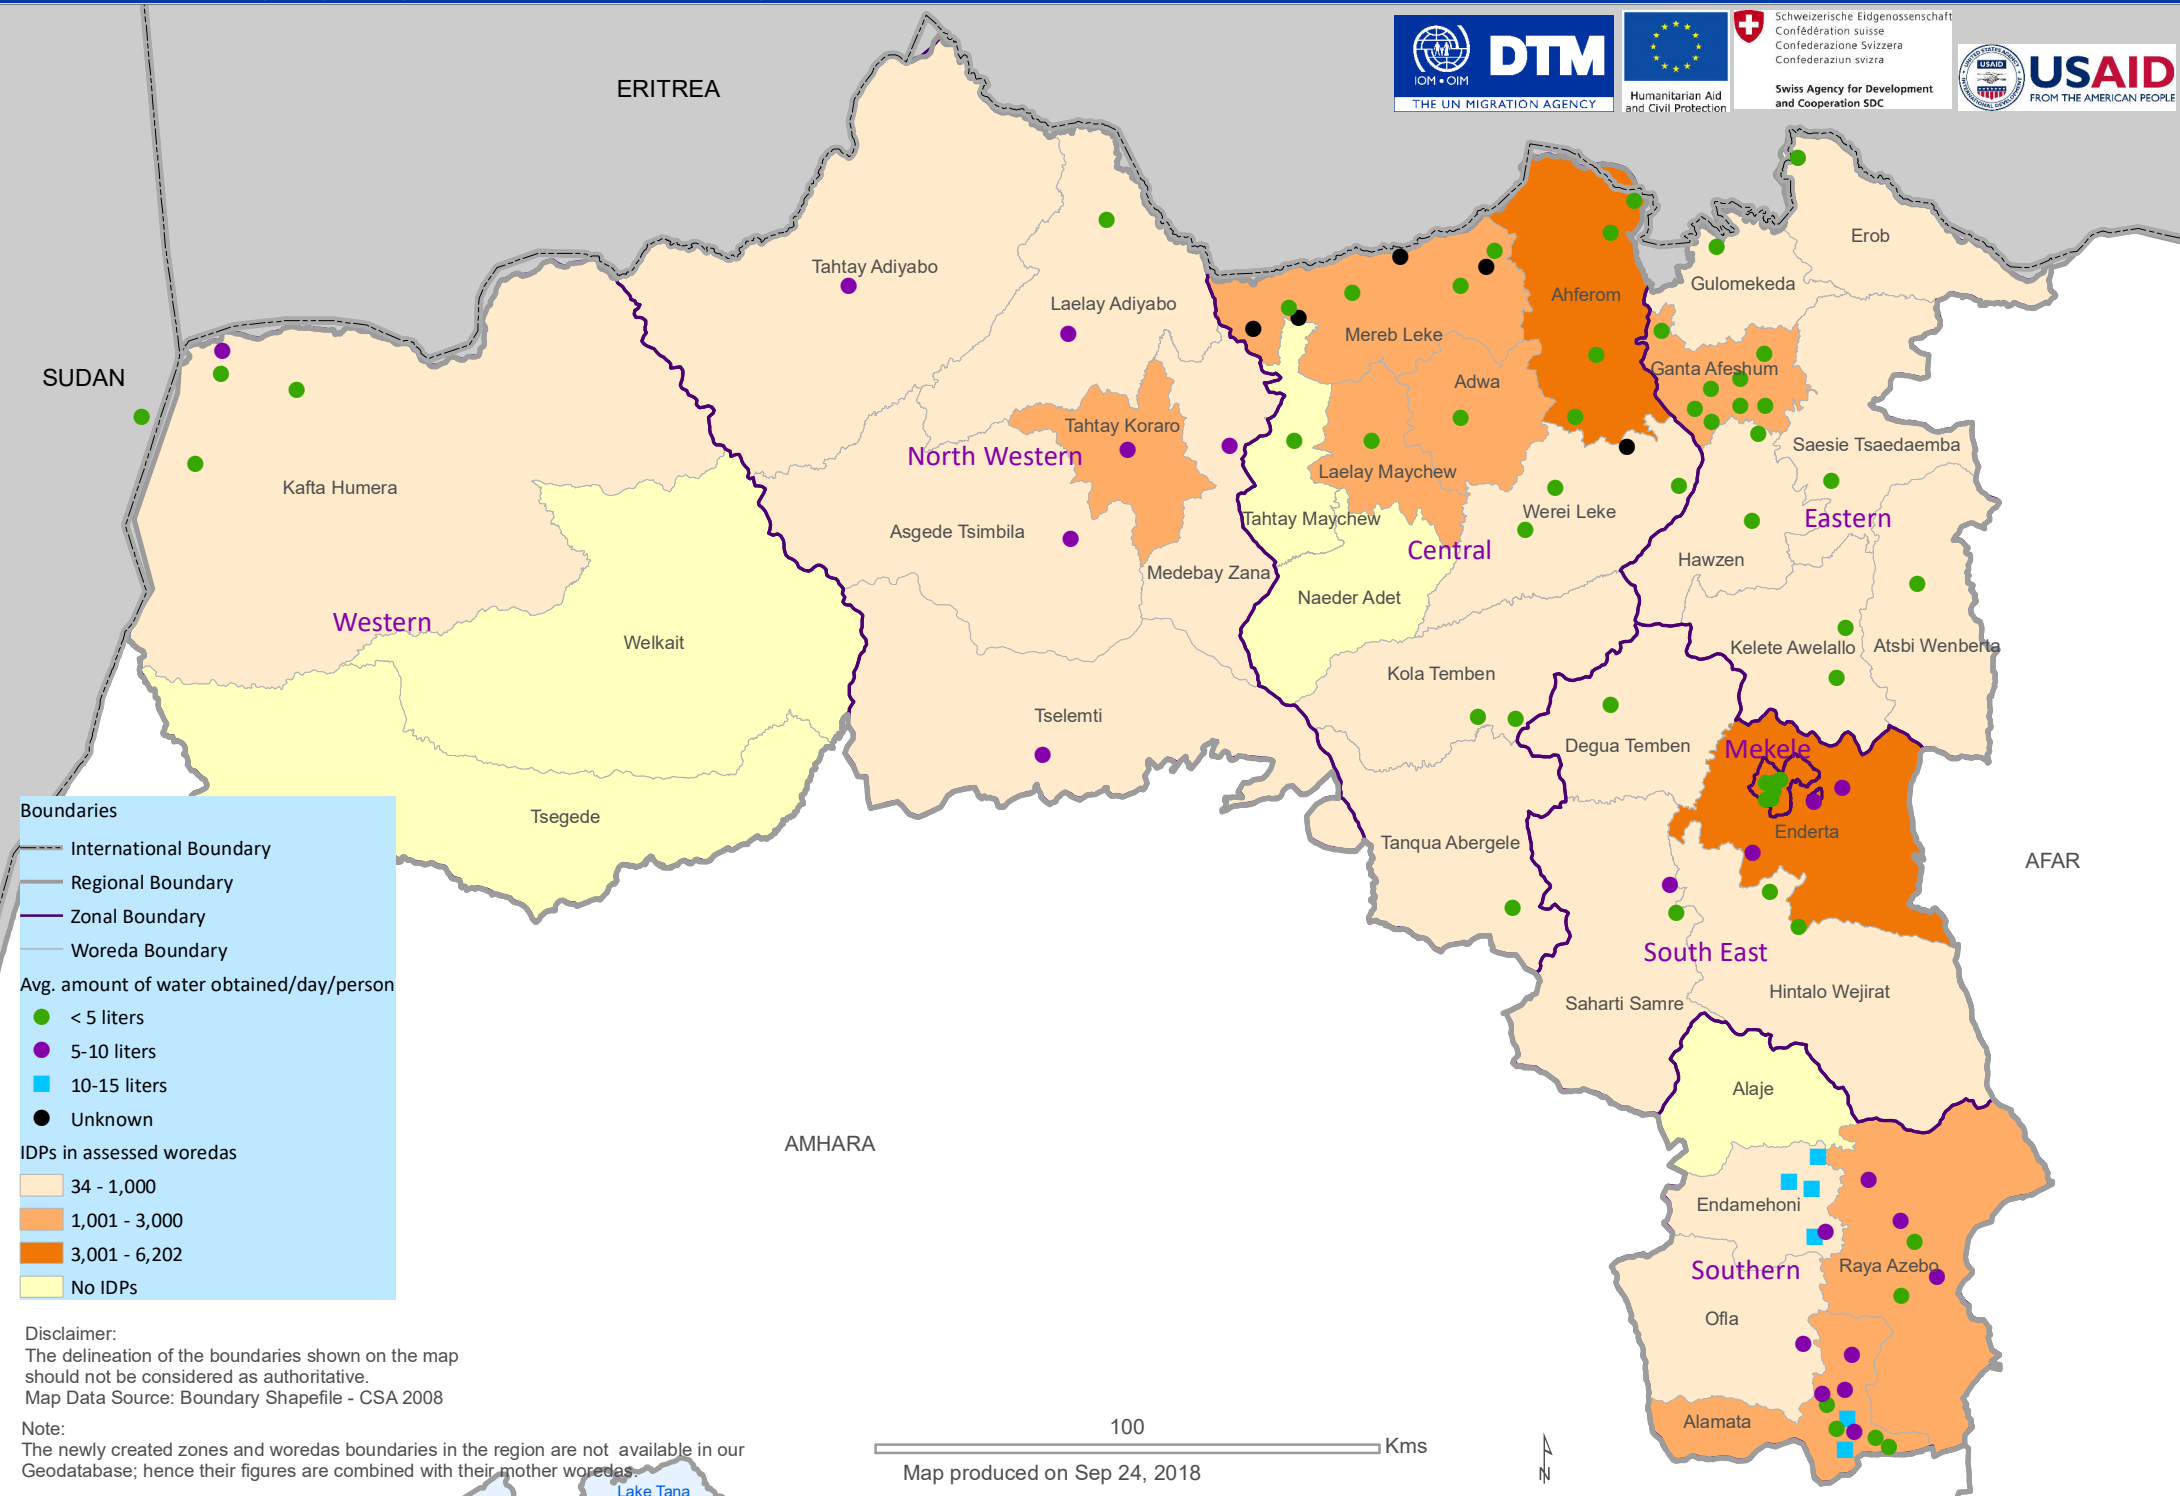 ERITREA
IOM • OIM
DTM
THE UN MIGRATION AGENCY
Humanitarian Aid
and Civil Protection
Schweizerische Eidgenossenschaft
Confédération suisse
Confederazione Svizzera
Confederaziun svizra
Swiss Agency for Development
and Cooperation SDC
USAID
USAID
FROM THE AMERICAN PEOPLE
SUDAN
Tahtay Adiyabo
Laelay Adiyabo
Erob
Gulomekeda
Ahferom
Mereb Leke
Adwa
Ganta Afeshum
Tahtay Koraro
North Western
Laelay Maychew
Saesie Tsaedaemba
Kafta Humera
Asgede Tsimbila
Tahtay Maychew
Werei Leke
Eastern
Central
Hawzen
Medebay Zana
Naeder Adet
Western
Welkait
Kelete Awelallo
Atsbi Wenberta
Kola Temben
Tselemti
Degua Temben
Mekele
Tsegede
Enderta
Tanqua Abergele
AFAR
South East
Saharti Samre
Hintalo Wejirat
Alaje
AMHARA
Endamehoni
Southern
Raya Azebo
Ofla
Alamata
Boundaries
International Boundary
Regional Boundary
Zonal Boundary
Woreda Boundary
Avg. amount of water obtained/day/person
< 5 liters
5-10 liters
10-15 liters
Unknown
IDPs in assessed woredas
34 - 1,000
1,001 - 3,000
3,001 - 6,202
No IDPs
Disclaimer:
The delineation of the boundaries shown on the map
should not be considered as authoritative.
Map Data Source: Boundary Shapefile - CSA 2008
Note:
The newly created zones and woredas boundaries in the region are not available in our
Geodatabase; hence their figures are combined with their mother woredas.
Lake Tana
100
Kms
Map produced on Sep 24, 2018
N